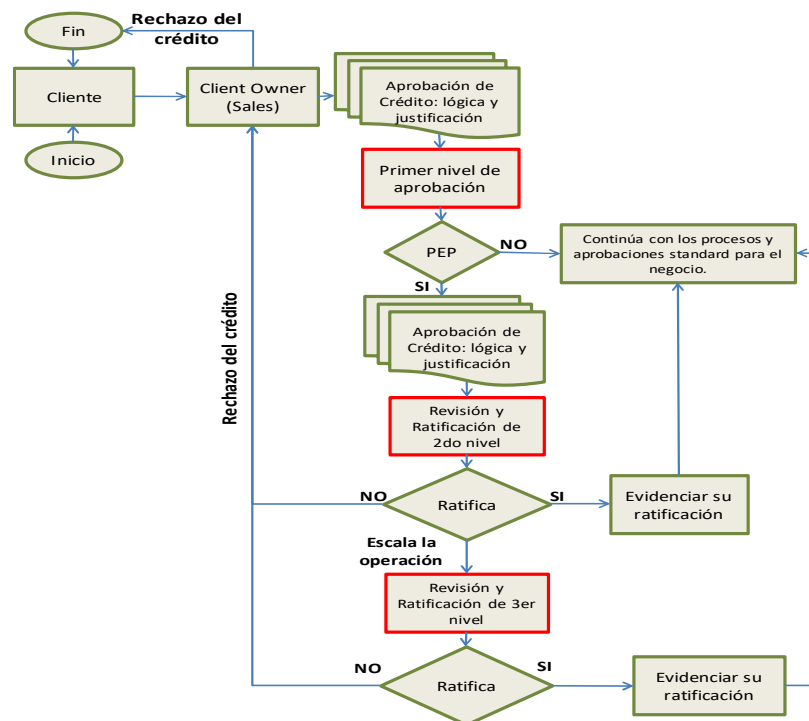 Rechazo del
crédito
Fin
Cliente
Client Owner
(Sales)
Aprobación de
Crédito: lógica y
justificación
Inicio
Primer nivel de
aprobación
PEP
NO
Continúa con los procesos y
aprobaciones standard para el
negocio.
SI
Aprobación de
Crédito: lógica y
justificación
Rechazo del crédito
Revisión y
Ratificación de
2do nivel
NO
Ratifica
SI
Evidenciar su
ratificación
Escala la
operación
Revisión y
Ratificación de 3er
nivel
NO
Ratifica
SI
Evidenciar su
ratificación